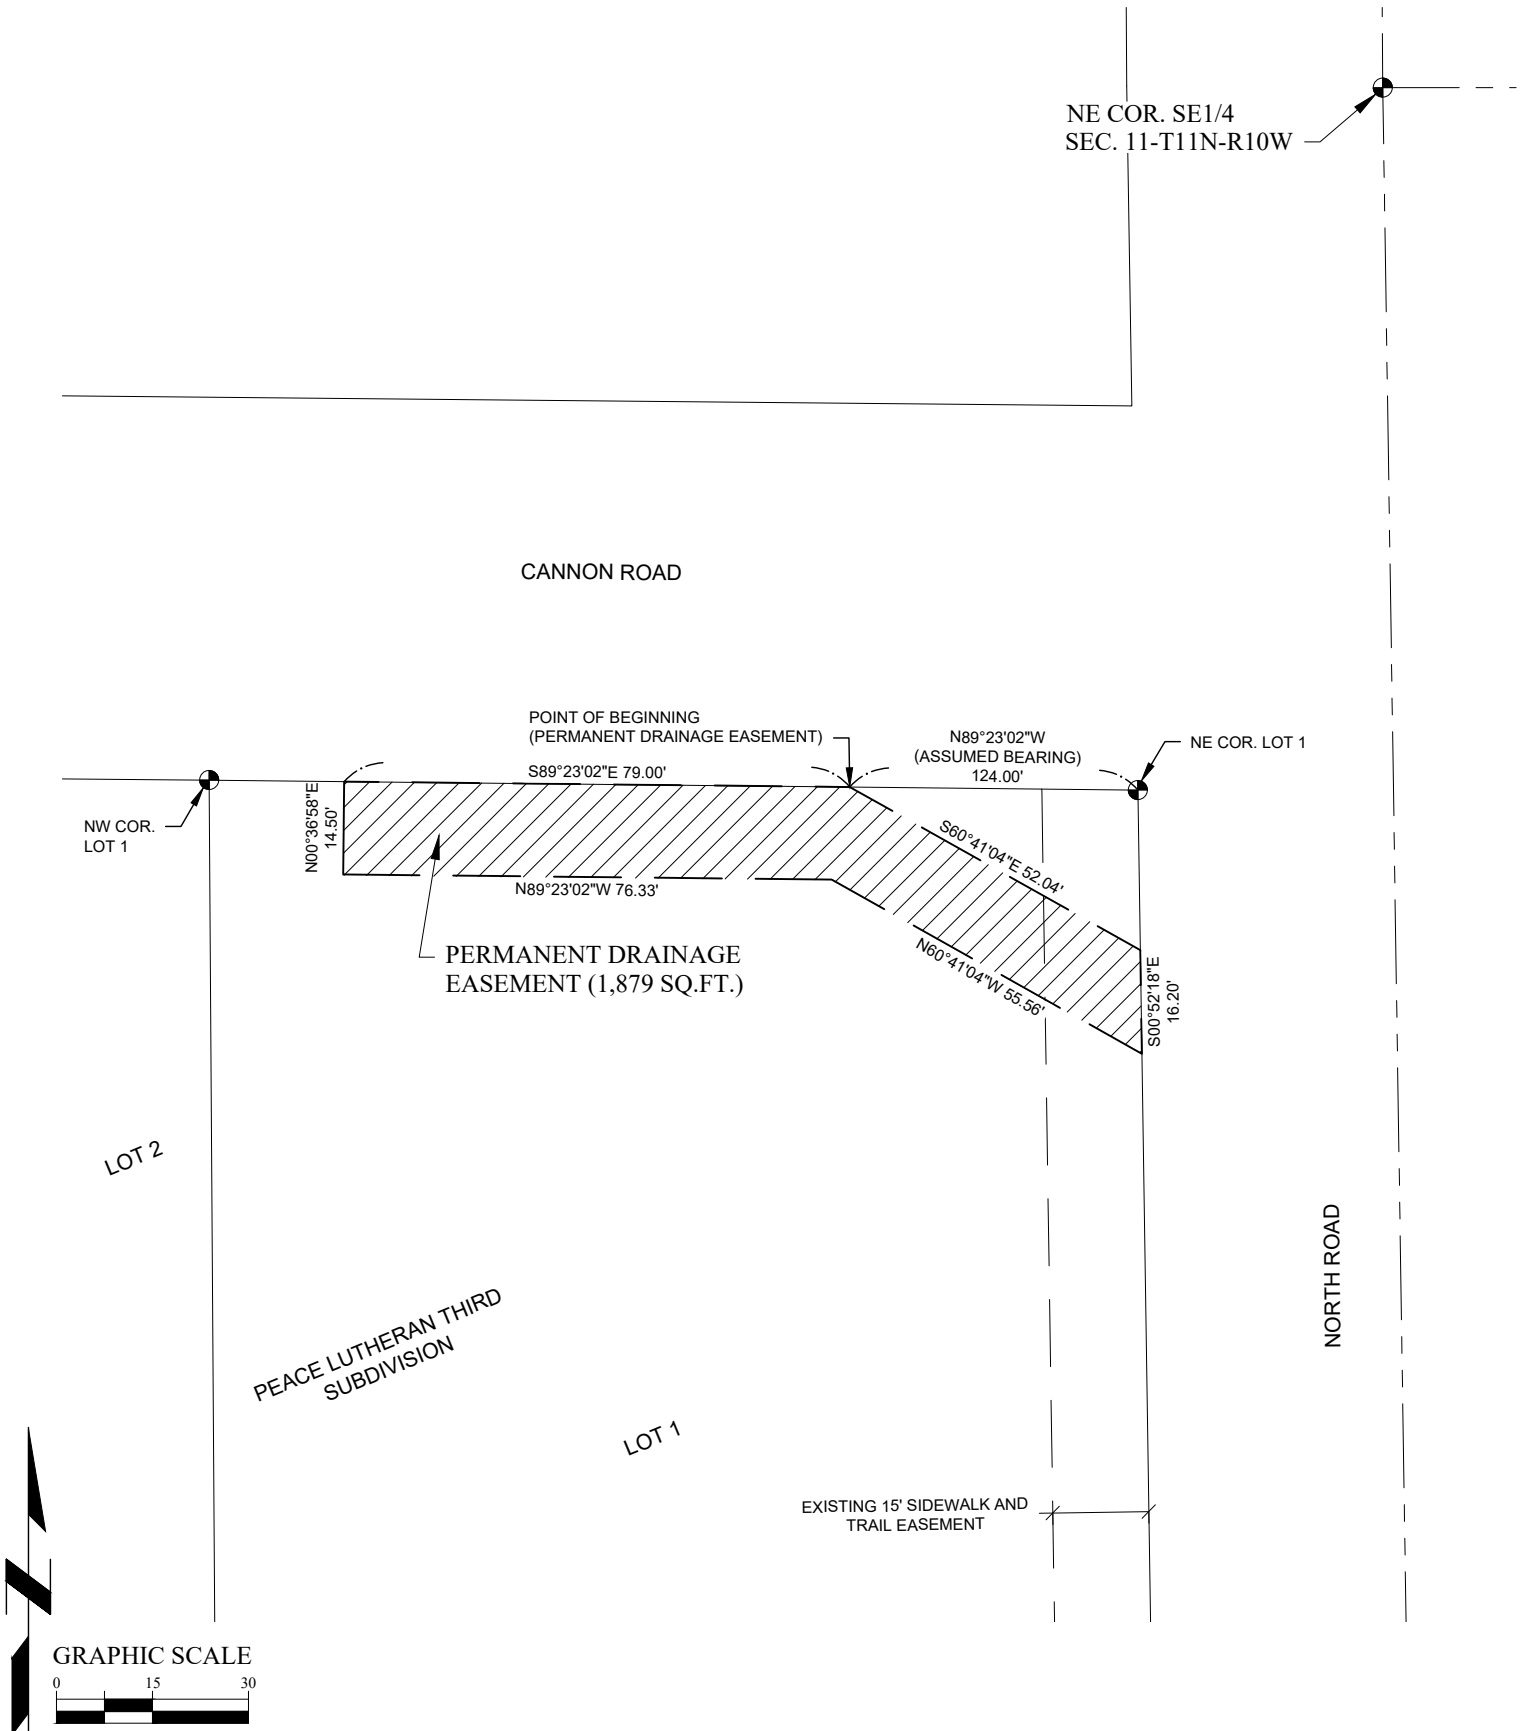 NE COR. SE1/4
SEC. 11-T11N-R10W
CANNON ROAD
POINT OF BEGINNING
(PERMANENT DRAINAGE EASEMENT)
N89°23'02"W
(ASSUMED BEARING)
124.00'
NE COR. LOT 1
S89°23'02"E 79.00'
NW COR.
LOT 1
N00°36'58"E
14.50'
S60°41'04"E 52.04'
N89°23'02"W 76.33'
PERMANENT DRAINAGE
EASEMENT (1,879 SQ.FT.)
N60°41'04"W 55.56'
S00°52'18"E
16.20'
LOT 2
NORTH ROAD
PEACE LUTHERAN THIRD
SUBDIVISION
LOT 1
EXISTING 15' SIDEWALK AND
TRAIL EASEMENT
GRAPHIC SCALE
0 15 30